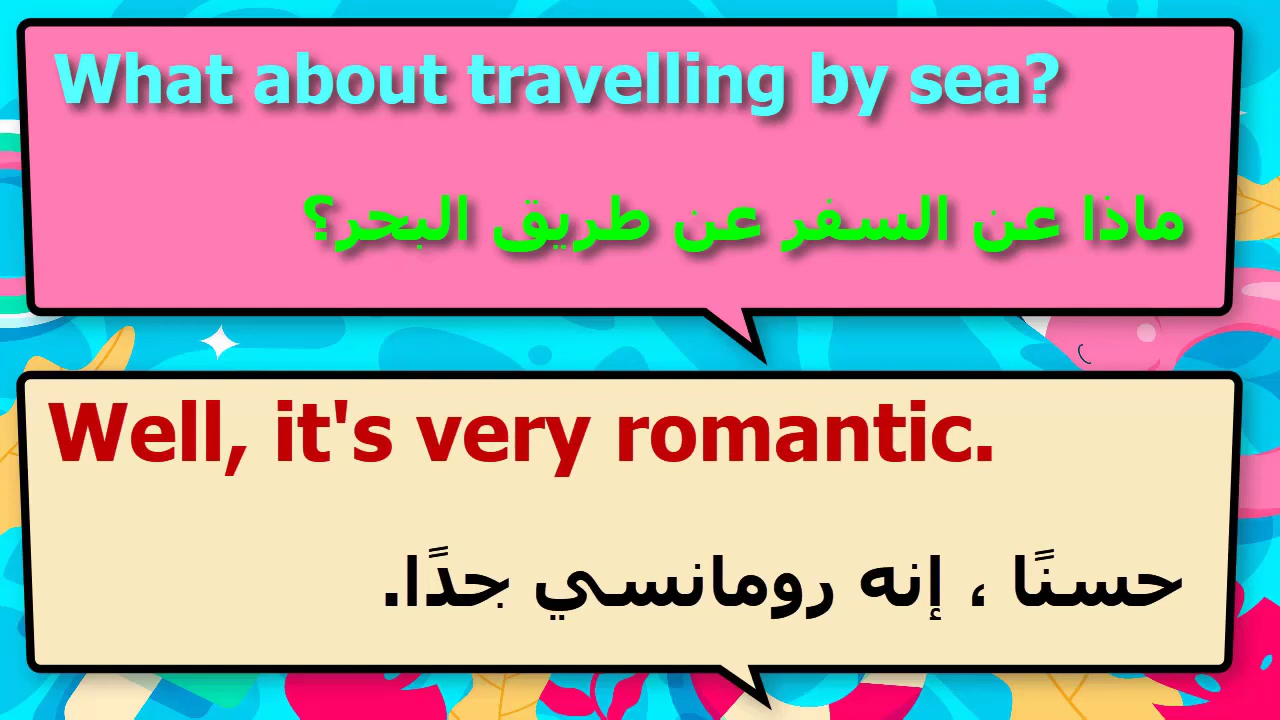 What about travelling by sea?
ماذا عن السفر عن طريق البحر؟
Well, it's very romantic.
حسنًا ، إنه رومانسي جدًا.